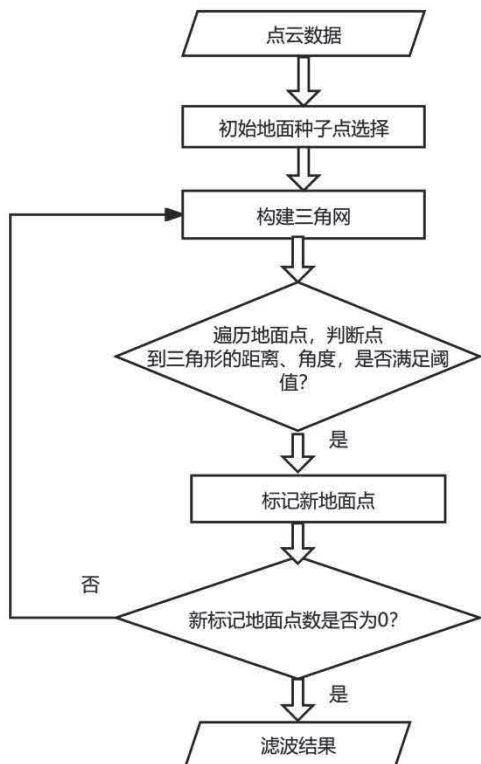 点云数据
初始地面种子点选择
构建三角网
遍历地面点，判断点
到三角形的距离、角度，是否满足阈
值?
是
标记新地面点
否
新标记地面点数是否为0?
是
滤波结果